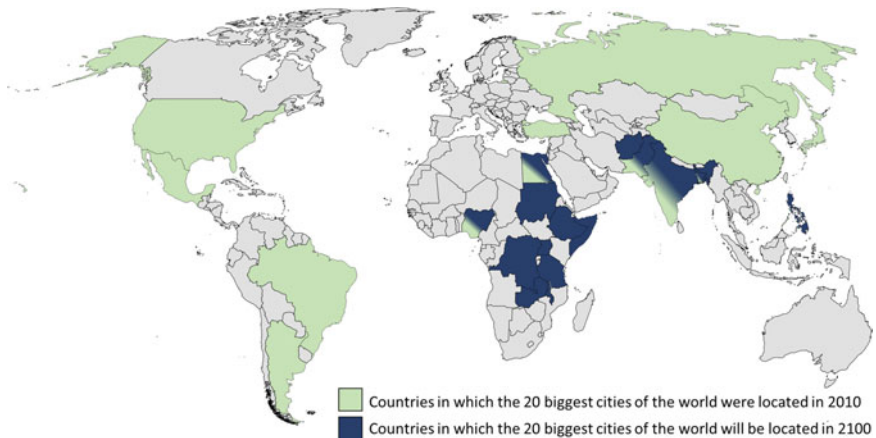 Countries in which the 20 biggest cities of the world were located in 2010
Countries in which the 20 biggest cities of the world will be located in 2100